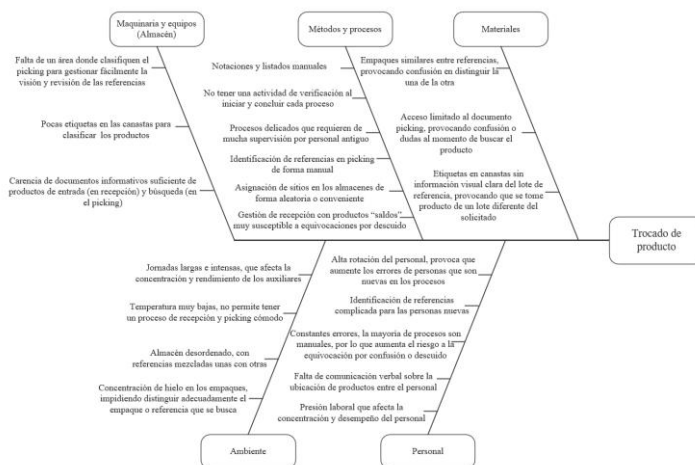 Maquinaria y equipos
(Almacén)
Métodos y procesos
Materiales
Falta de un área donde clasifiquen el
picking para gestionar fácilmente la
visión y revisión de las referencias
Pocas etiquetas en las canastas para
clasificar los productos
Carencia de documentos informativos suficiente de
productos de entrada (en recepción) y búsqueda (en
el picking)
Notaciones y listados manuales
No tener una actividad de verificación al
iniciar y concluir cada proceso
Procesos delicados que requieren de
mucha supervisión por personal antiguo
Identificación de referencias en picking
de forma manual
Asignación de sitios en los almacenes de
forma aleatoria o conveniente
Gestión de recepción con productos “saldos”
muy susceptible a equivocaciones por descuido
Empaques similares entre referencias,
provocando confusión en distinguir la
una de la otra
Acceso limitado al documento
picking, provocando confusión o
dudas al momento de buscar el
producto
Etiquetas en canastas sin
información visual clara del lote de
referencia, provocando que se tome
producto de un lote diferente del
solicitado
Trocado de
producto
Jornadas largas e intensas, que afecta la
concentración y rendimiento de los auxiliares
Temperatura muy bajas, no permite tener
un proceso de recepción y picking cómodo
Almacén desordenado, con
referencias mezcladas unas con otras
Concentración de hielo en los empaques,
impidiendo distinguir adecuadamente el
empaque o referencia que se busca
Alta rotación del personal, provoca que
aumente los errores de personas que son
nuevas en los procesos
Identificación de referencias
complicada para las personas nuevas
Constantes errores, la mayoria de procesos son
manuales, por lo que aumenta el riesgo a la
equivocación por confusión o descuido
Falta de comunicación verbal sobre la
ubicación de productos entre el personal
Presión laboral que afecta la
concentración y desempeño del personal
Ambiente
Personal